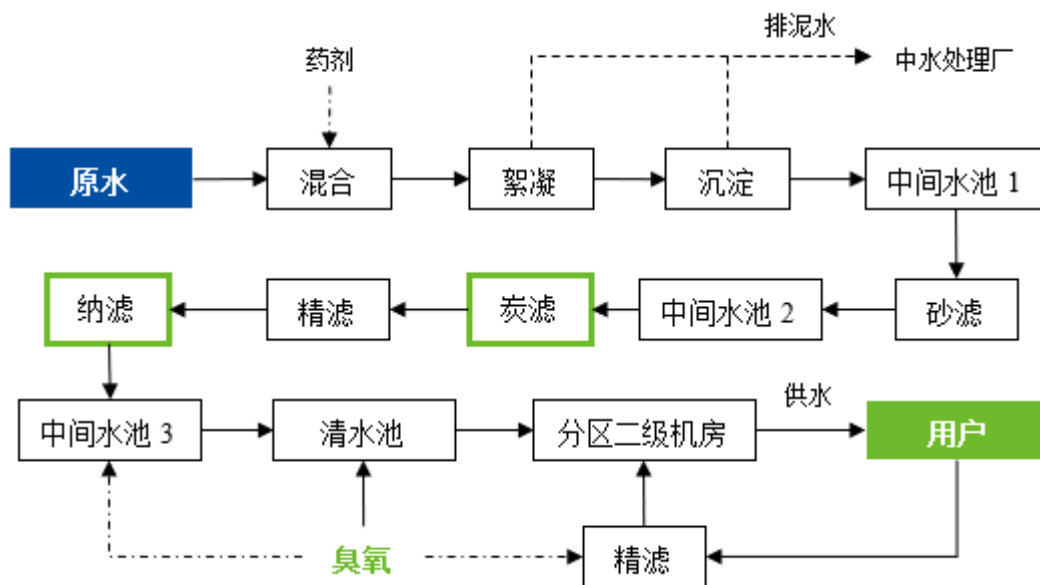 排泥水
药剂
中水处理厂
原水
混合
絮凝
沉淀
中间水池 1
纳滤
精滤
炭滤
中间水池 2
砂滤
供水
中间水池 3
清水池
分区二级机房
用户
臭氧
精滤